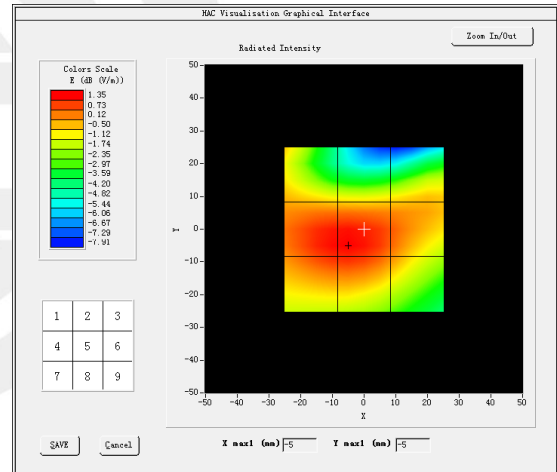 HAC Visualisation Graphical Interface
Zoom In/Out
Radiated Intensity
Colors Scale
E (dB (V/m))
1.35
0.73
0.12
-0.50
-1.12
-1.74
-2.35
-2.97
-3.59
-4.20
-4.82
-5.44
-6.06
-6.67
-7.29
-7.91
50
40
30
20
10
0
-10
-20
-30
-40
-50
Y
-50 -40 -30 -20 -10 0 10 20 30 40 50
X
1 2 3
4 5 6
7 8 9
SAVE Cancel
X max1 (mm) -5 Y max1 (mm) -5